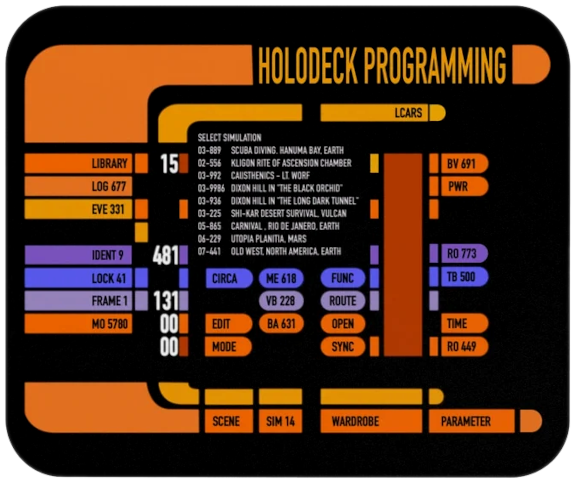 HOLODECK PROGRAMMING
LCARS
SELECT SIMULATION
03-889 SCUBA DIVING. HANUMA BAY, EARTH
02-556 KLIGON RITE OF ASCENSION CHAMBER
03-992 CALISTHENICS - LT. WORF
03-9986 DIXON HILL IN "THE BLACK ORCHID"
03-936 DIXON HILL IN "THE LONG DARK TUNNEL"
03-225 SHI-KAR DESERT SURVIVAL, VULCAN
05-865 CARNIVAL , RIO DE JANERO, EARTH
06-229 UTOPIA PLANITIA, MARS
07-441 OLD WEST, NORTH AMERICA, EARTH
LIBRARY 15
LOG 677
EVE 331
IDENT 9 481
LOCK 41
FRAME 1 131
MO 5780 00
00
CIRCA ME 618 FUNC
VB 228 ROUTE
EDIT BA 631 OPEN
MODE SYNC
BV 691
PWR
RO 773
TB 500
TIME
RO 449
SCENE SIM 14 WARDROBE PARAMETER